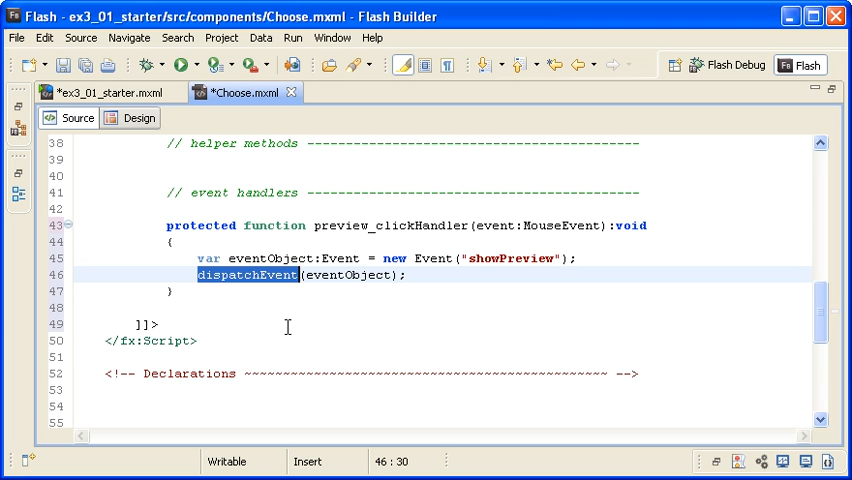 Flash - ex3_01_starter/src/components/Choose.mxml - Flash Builder
File Edit Source Navigate Search Project Data Run Window Help
Flash Debug Flash
*ex3_01_starter.mxml *Choose.mxml
Source Design
38 // helper methods --------------------------------------------
39
40
41 // event handlers --------------------------------------------
42
43 protected function preview_clickHandler(event:MouseEvent):void
44 {
45 var eventObject:Event = new Event("showPreview");
46 dispatchEvent(eventObject);
47 }
48
49 ]]>
50 </fx:Script>
51
52 <!-- Declarations ~~~~~~~~~~~~~~~~~~~~~~~~~~~~~~~~~~~~~~~~~~~~~~~~ -->
53
54
55
Writable Insert 46 : 30